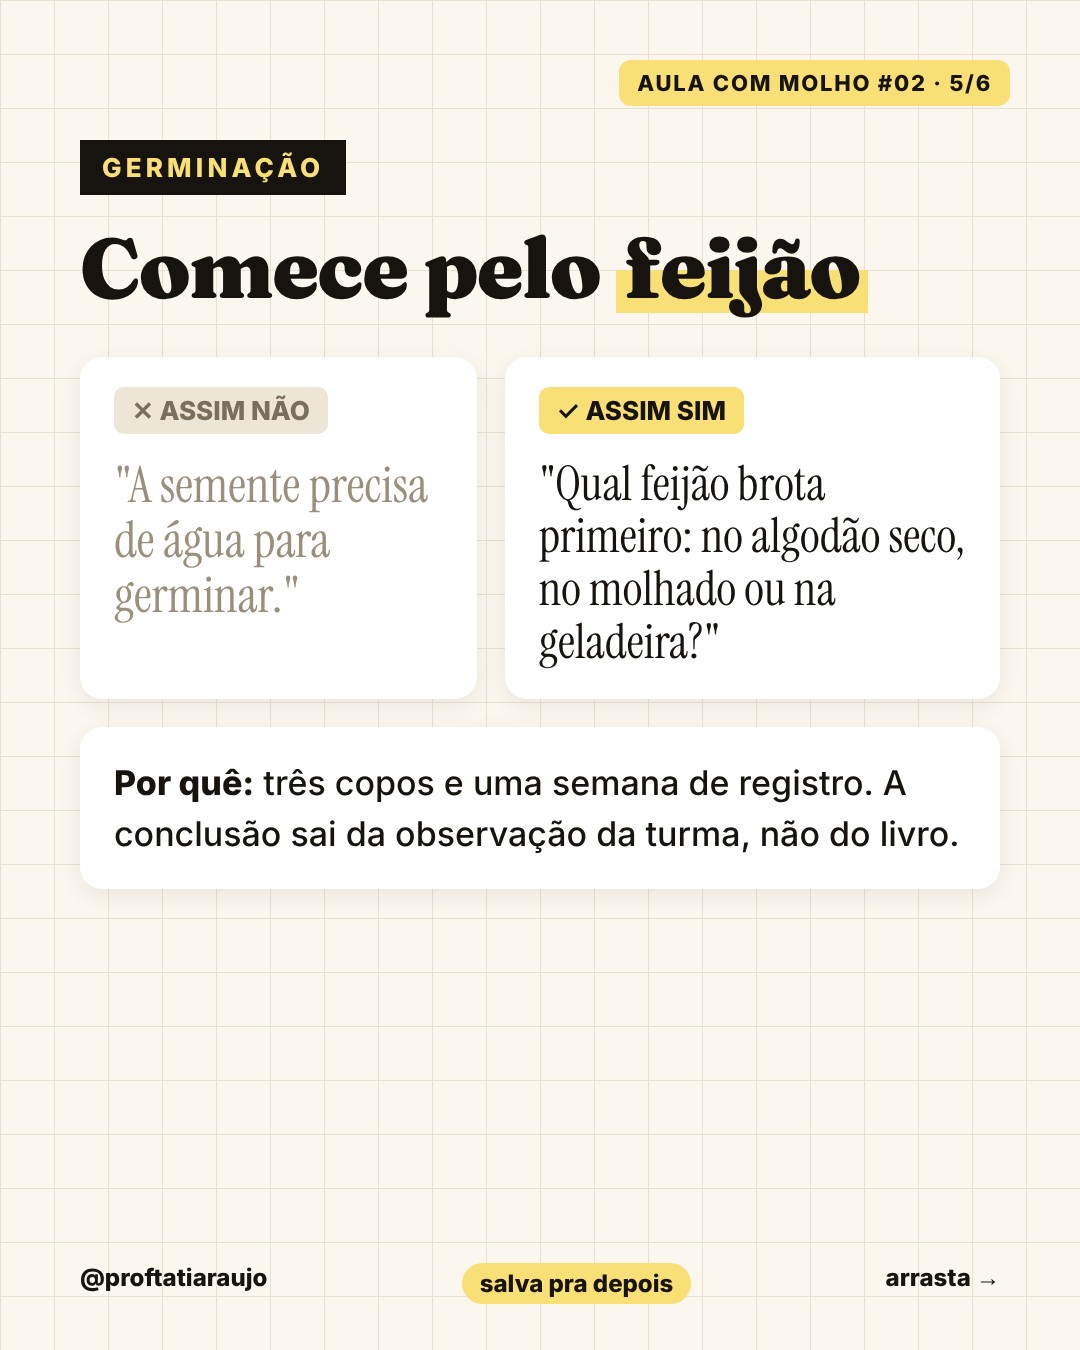 AULA COM MOLHO #02 · 5/6
GERMINAÇÃO
Comece pelo feijão
✕ ASSIM NÃO
"A semente precisa
de água para
germinar."
✓ ASSIM SIM
"Qual feijão brota
primeiro: no algodão seco,
no molhado ou na
geladeira?"
Por quê: três copos e uma semana de registro. A
conclusão sai da observação da turma, não do livro.
@proftatiaraujo
salva pra depois
arrasta →